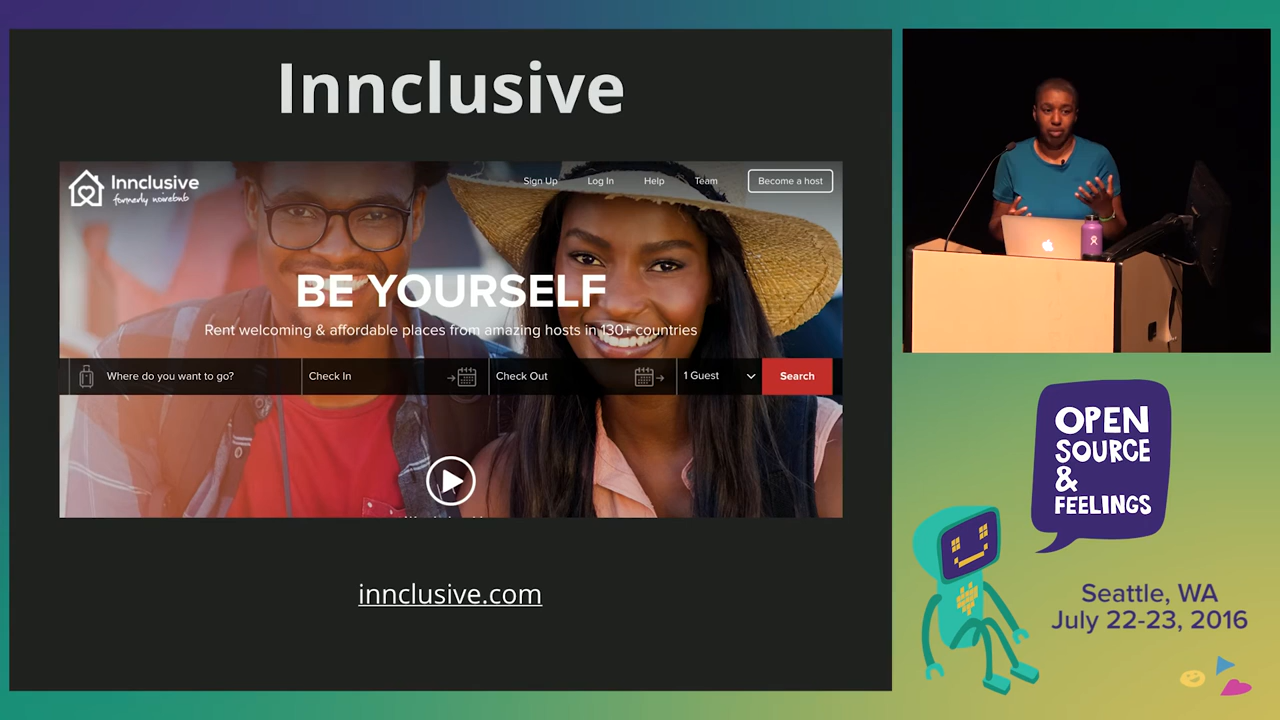 Innclusive
Innclusive
formerly noirebnb
Sign Up
Log In
Help
Team
Become a host
BE YOURSELF
Rent welcoming & affordable places from amazing hosts in 130+ countries
Where do you want to go?
Check In
Check Out
1 Guest
Search
innclusive.com
OPEN
SOURCE
&
FEELINGS
Seattle, WA
July 22-23, 2016